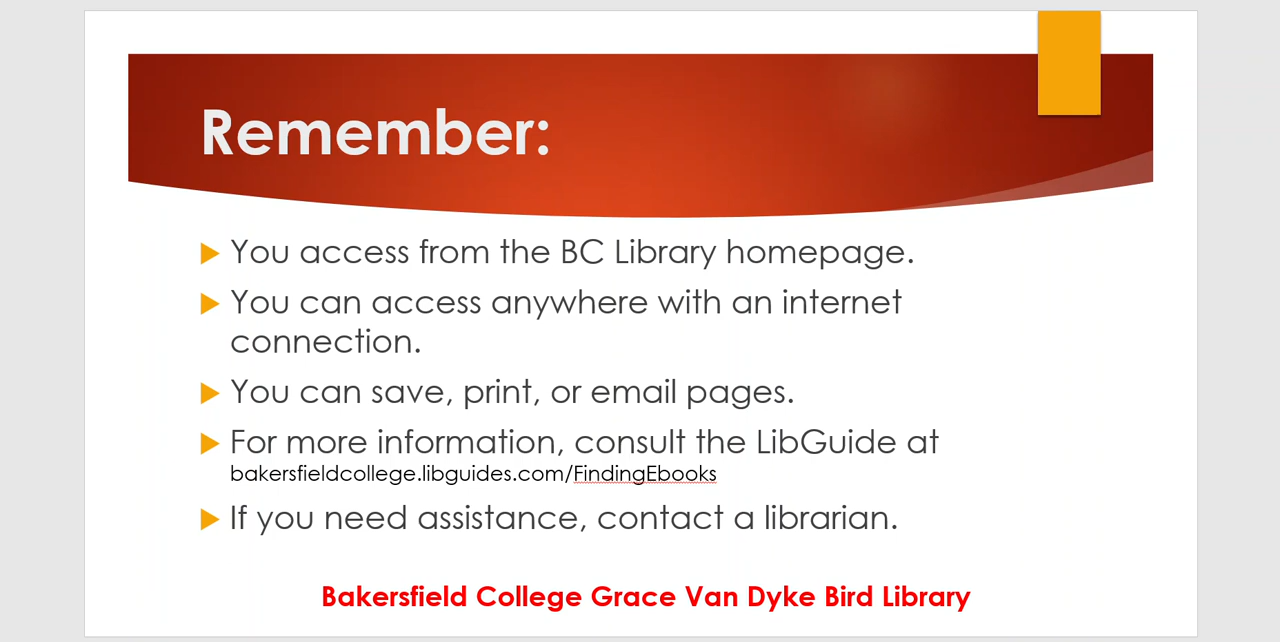 Remember:
You access from the BC Library homepage.
You can access anywhere with an internet
connection.
You can save, print, or email pages.
For more information, consult the LibGuide at
bakersfieldcollege.libguides.com/FindingEbooks
If you need assistance, contact a librarian.
Bakersfield College Grace Van Dyke Bird Library